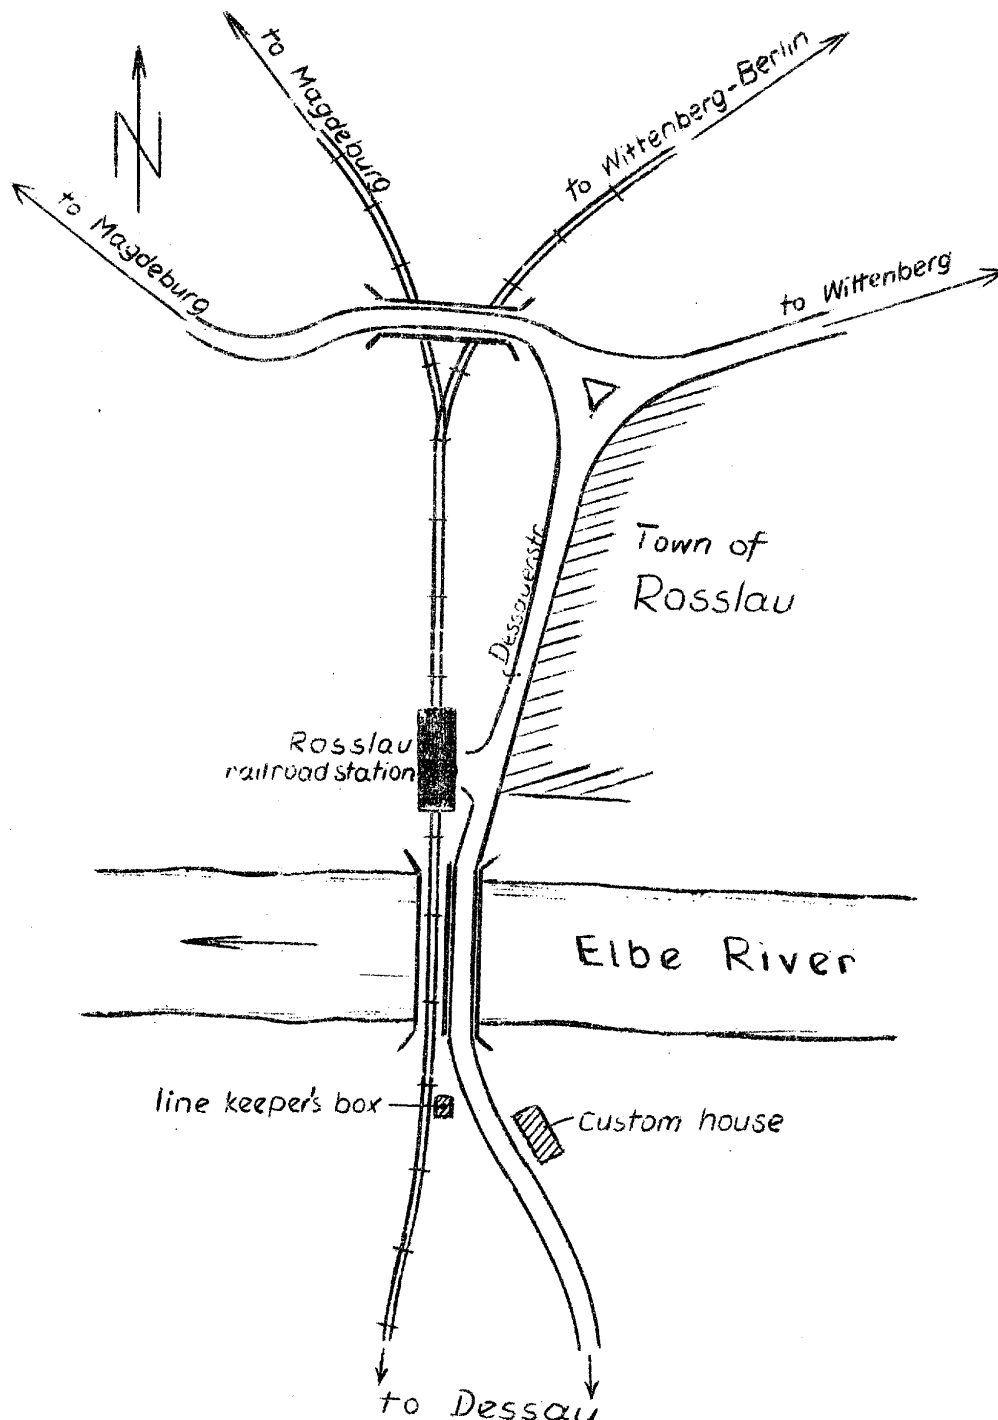 to Magdeburg
to Wittenberg-Berlin
N
to Magdeburg
to Wittenberg
Town of
Rosslau
Dessauerstr.
Rosslau
railroad station
Elbe River
line keeper's box
Custom house
to Dessau